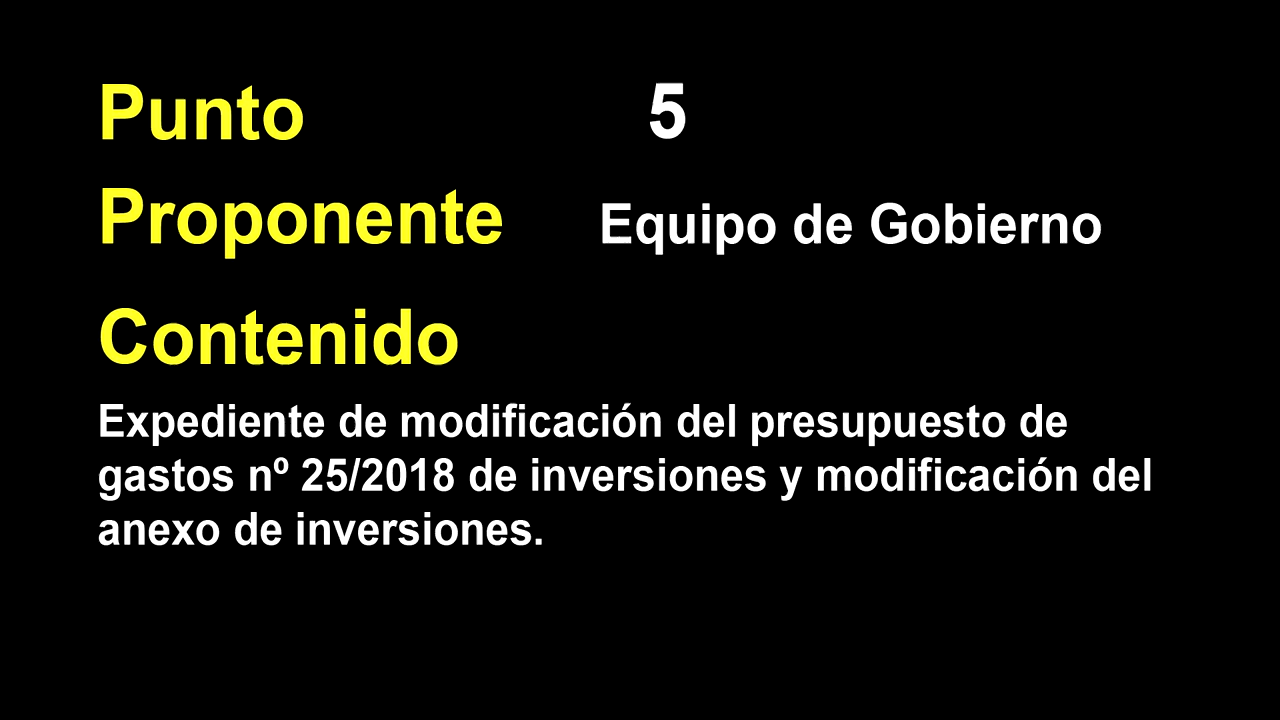 Punto 5
Proponente Equipo de Gobierno
Contenido
Expediente de modificación del presupuesto de
gastos nº 25/2018 de inversiones y modificación del
anexo de inversiones.